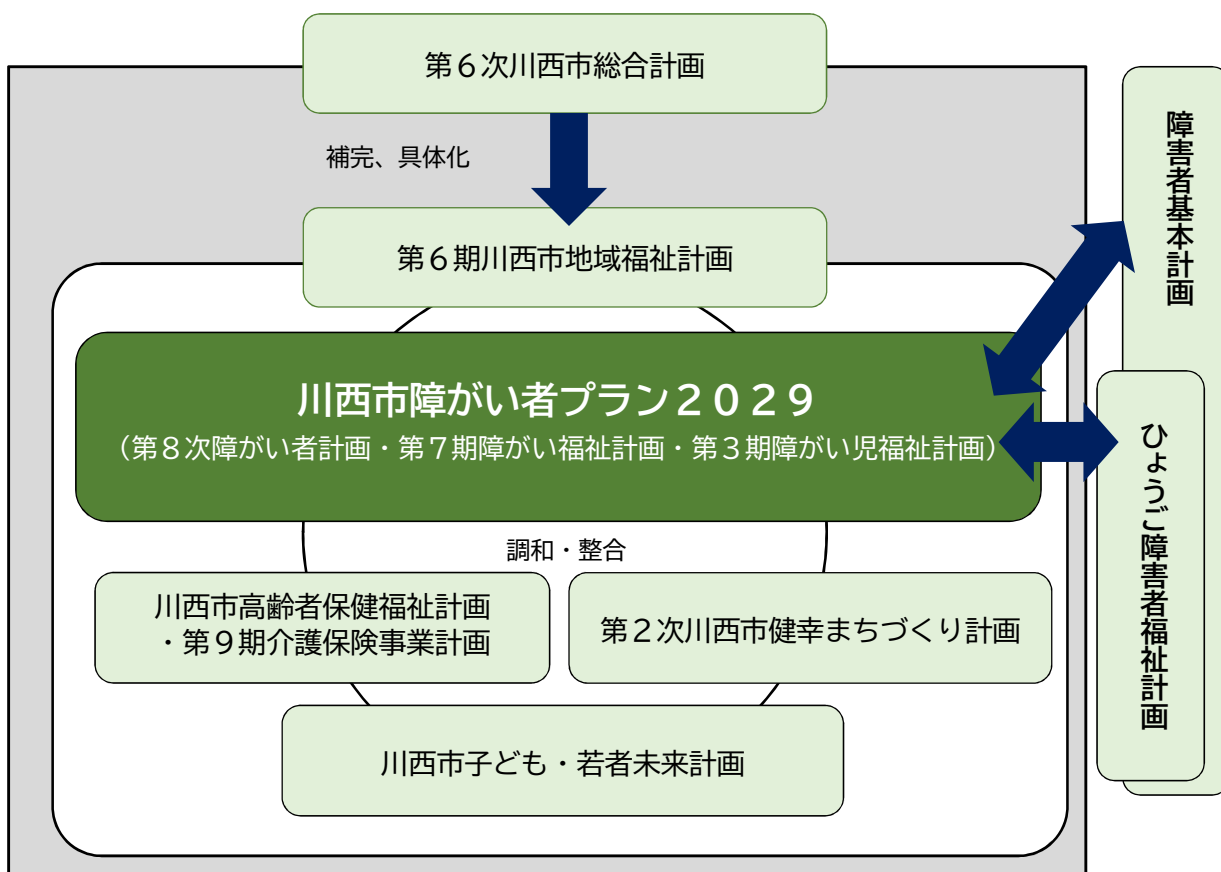 第６次川西市総合計画
補完、具体化
第６期川西市地域福祉計画
川西市障がい者プラン２０２９
（第８次障がい者計画・第７期障がい福祉計画・第３期障がい児福祉計画）
調和・整合
川西市高齢者保健福祉計画
・第９期介護保険事業計画
第２次川西市健幸まちづくり計画
川西市子ども・若者未来計画
障害者基本計画
ひょうご障害者福祉計画